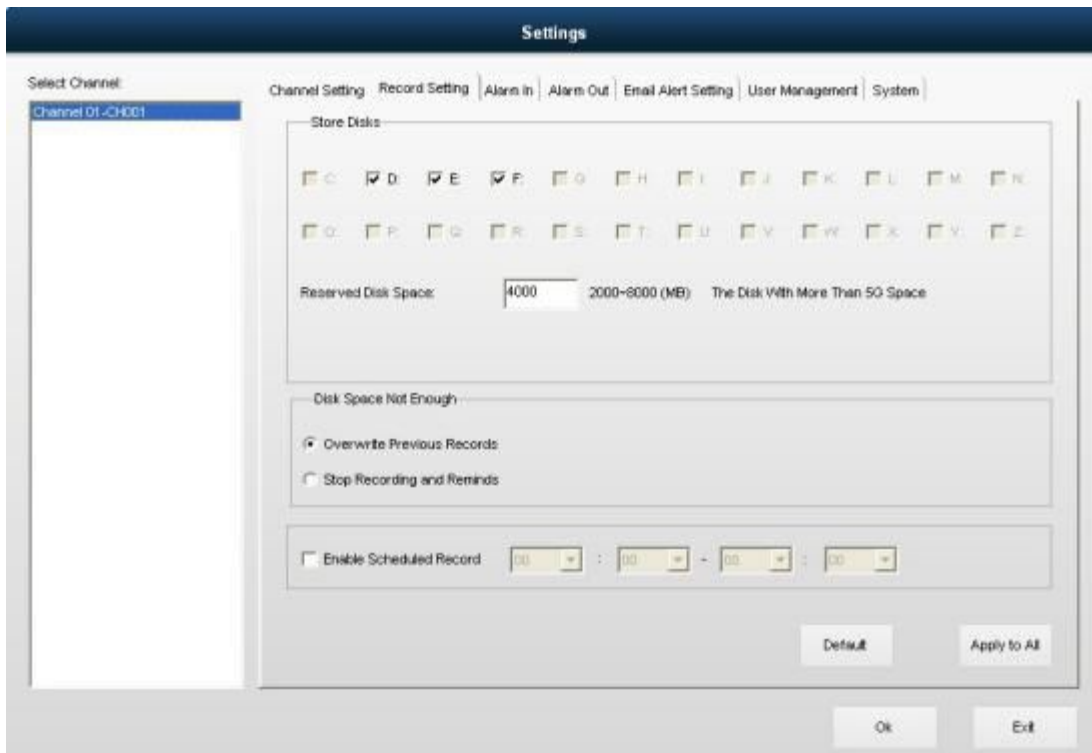 Settings
Select Channel:
Channel 01-CH001
Channel Setting Record Setting Alarm In Alarm Out Email Alert Setting User Management System
Store Disks
C: D: E: F: G: H: I: J: K: L: M: N:
O: P: Q: R: S: T: U: V: W: X: Y: Z:
Reserved Disk Space: 4000 2000~8000 (MB) The Disk With More Than 5G Space
Disk Space Not Enough
Overwrite Previous Records
Stop Recording and Reminds
Enable Scheduled Record 00 : 00 - 00 : 00
Default Apply to All
Ok Exit